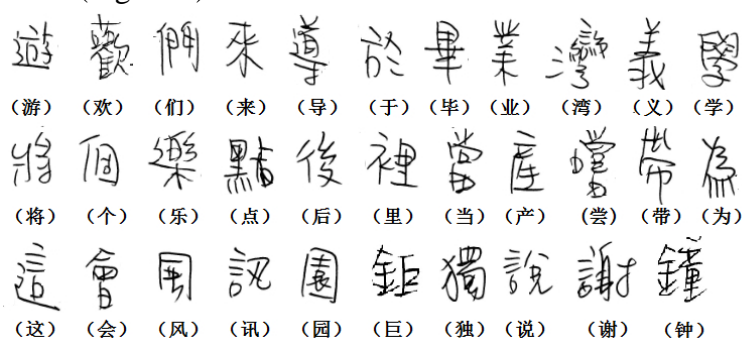 遊 歡 們 來 導 於 畢 業 灣 義 學
（游） （欢） （们） （来） （导） （于） （毕） （业） （湾） （义） （学）
將 個 樂 點 後 裡 當 產 嚐 帶 為
（将） （个） （乐） （点） （后） （里） （当） （产） （尝） （带） （为）
這 會 訊 園 鉅 獨 說 謝 鐘
（这） （会） （风） （讯） （园） （巨） （独） （说） （谢） （钟）